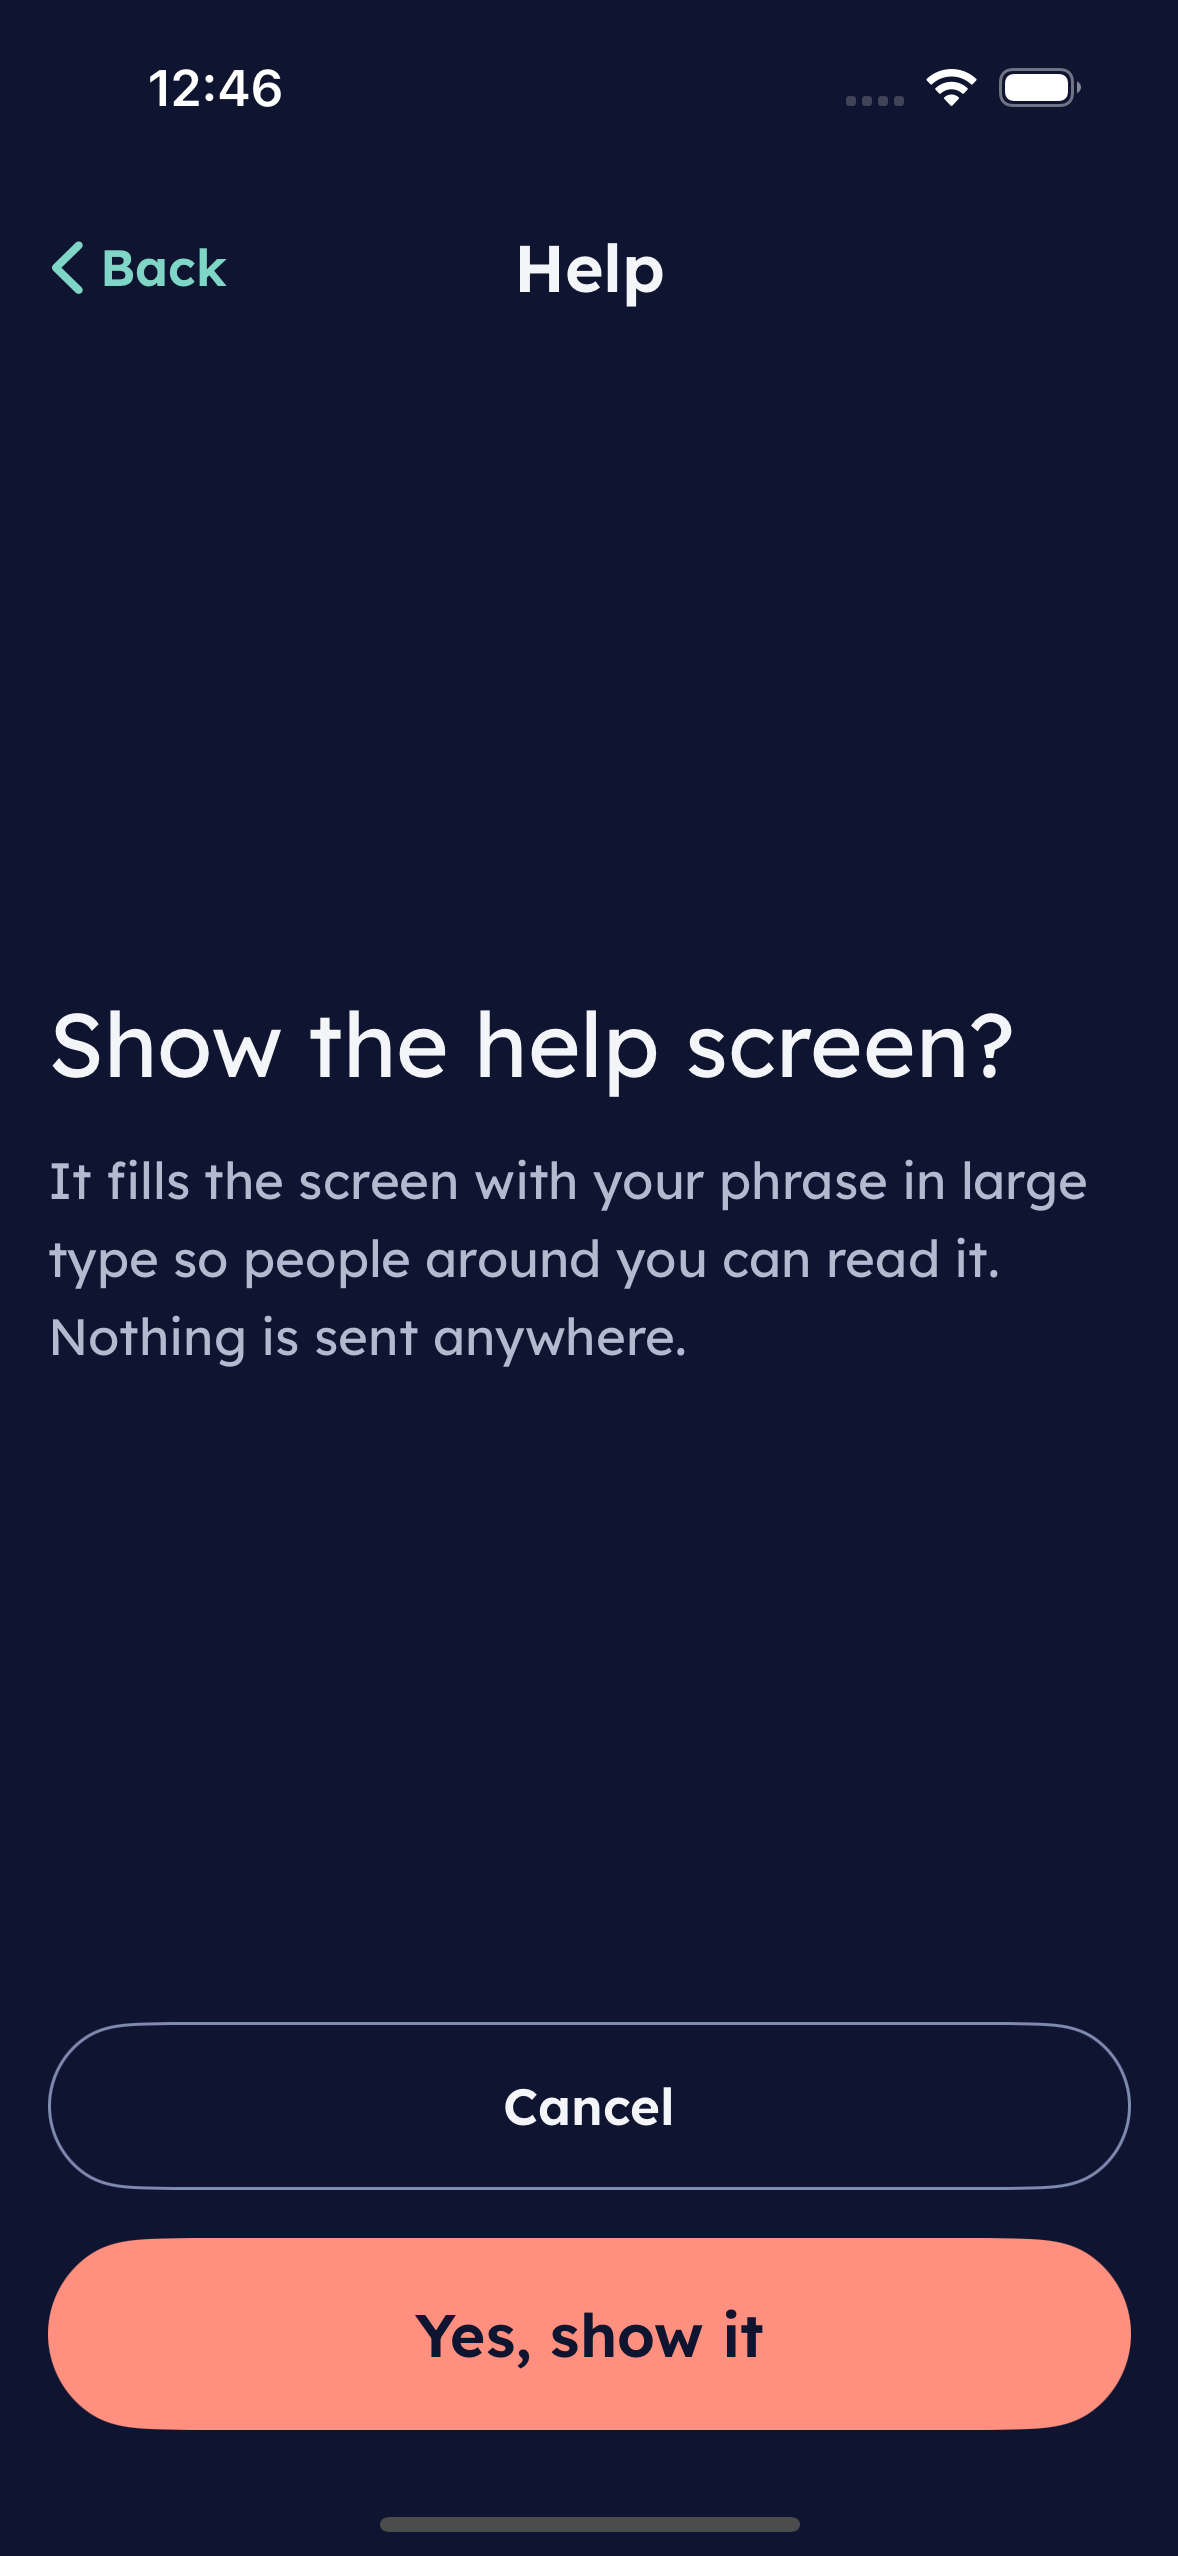 12:46
Back
Help
Show the help screen?
It fills the screen with your phrase in large
type so people around you can read it.
Nothing is sent anywhere.
Cancel
Yes, show it